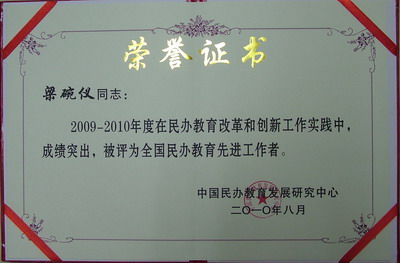 荣誉证书
梁碗仪同志：
2009-2010年度在民办教育改革和创新工作实践中，
成绩突出，被评为全国民办教育先进工作者。
中国民办教育发展研究中心
二〇一〇年八月